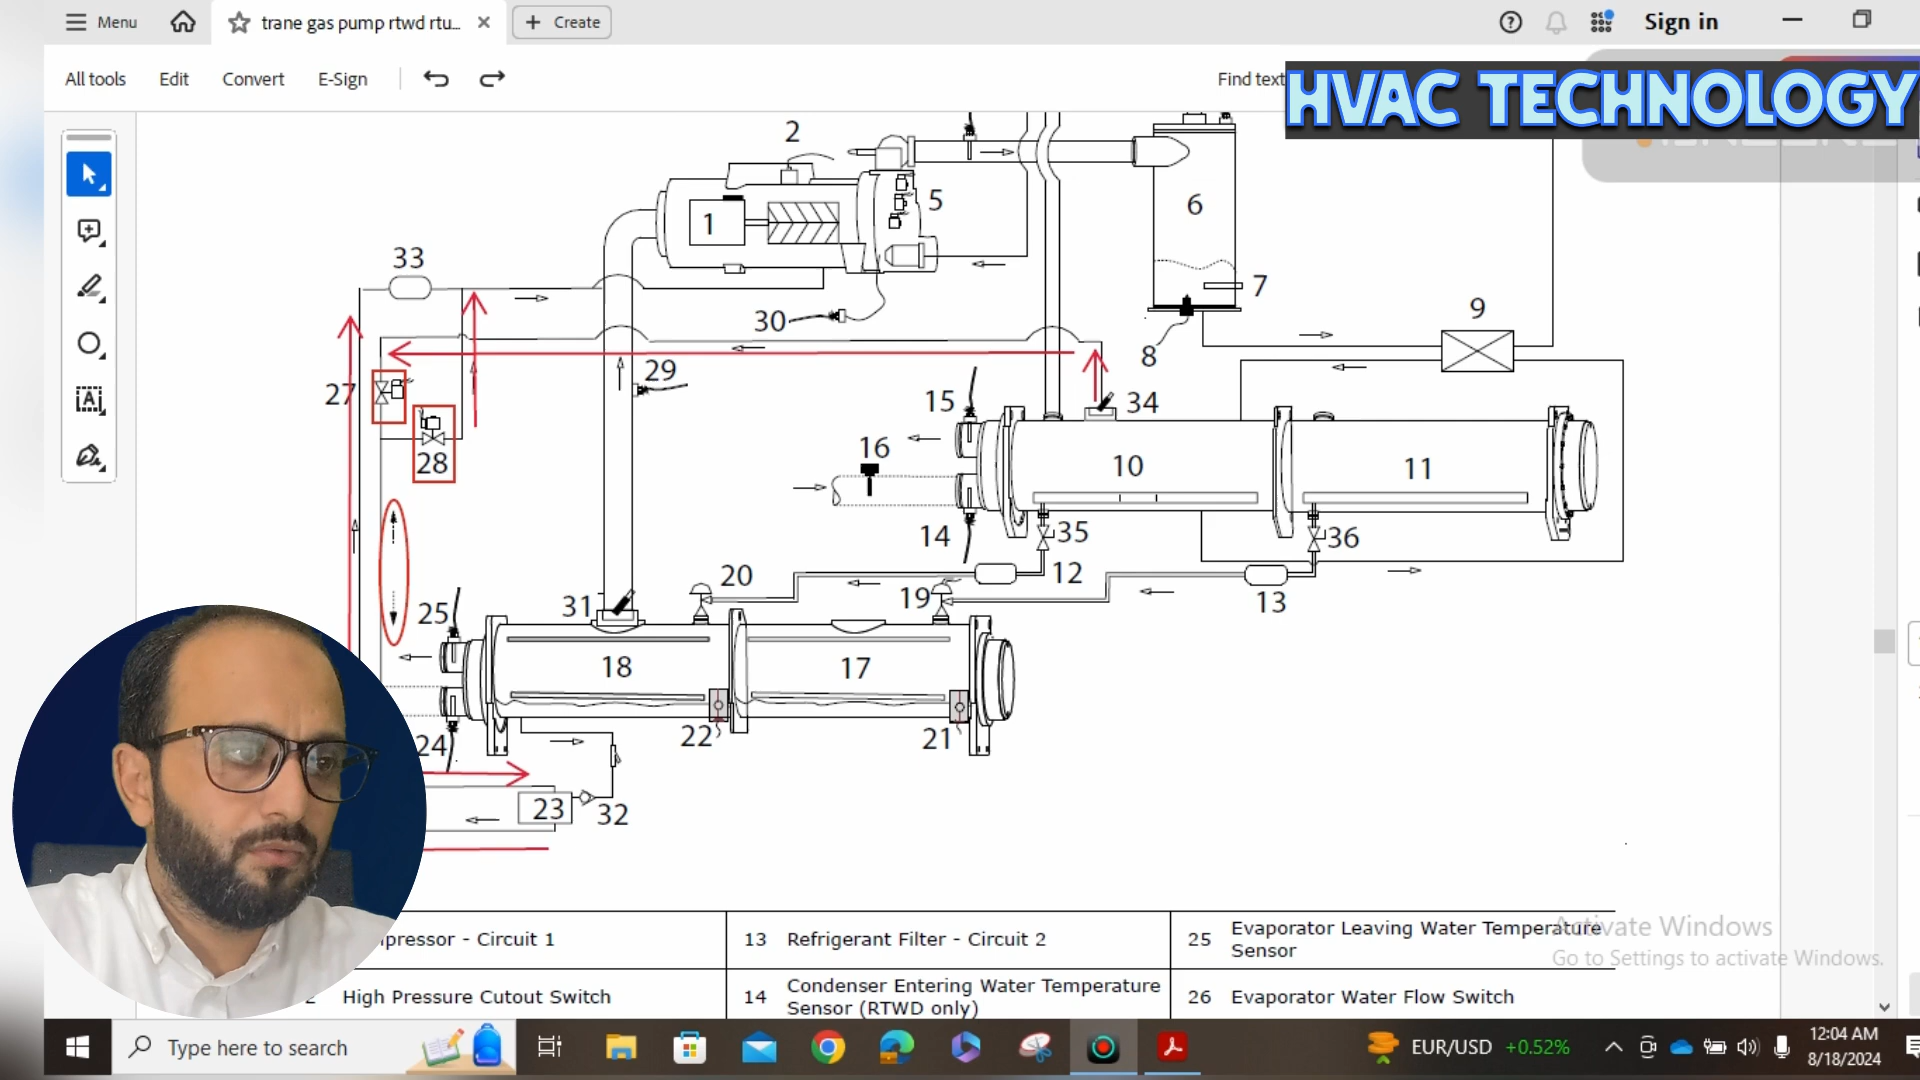 Menu
trane gas pump rtwd rtu...
Create
Sign in
All tools
Edit
Convert
E-Sign
Find text
HVAC TECHNOLOGY
2
5
6
1
33
7
30
9
8
27
29
15
34
28
16
10
11
14
35
36
20
12
25
31
19
13
18
17
22
21
24
23
32
mpressor - Circuit 1
13 Refrigerant Filter - Circuit 2
25 Evaporator Leaving Water Temperature
Sensor
2 High Pressure Cutout Switch
14 Condenser Entering Water Temperature
Sensor (RTWD only)
26 Evaporator Water Flow Switch
Activate Windows
Go to Settings to activate Windows.
Type here to search
EUR/USD +0.52%
12:04 AM
8/18/2024